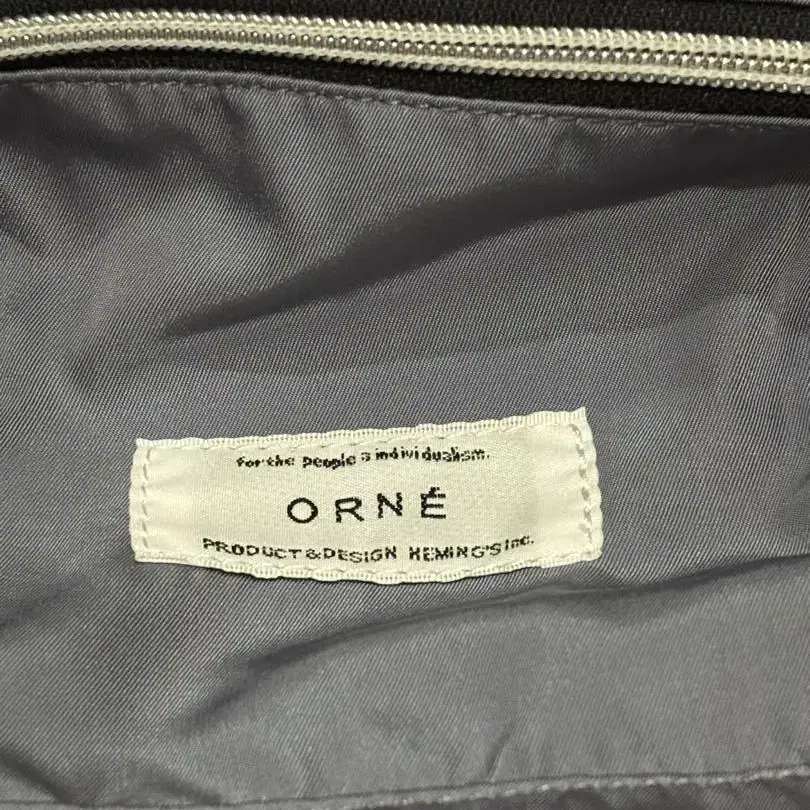 for the people's individualism.
ORNÉ
PRODUCT&DESIGN HEMING'S Inc.